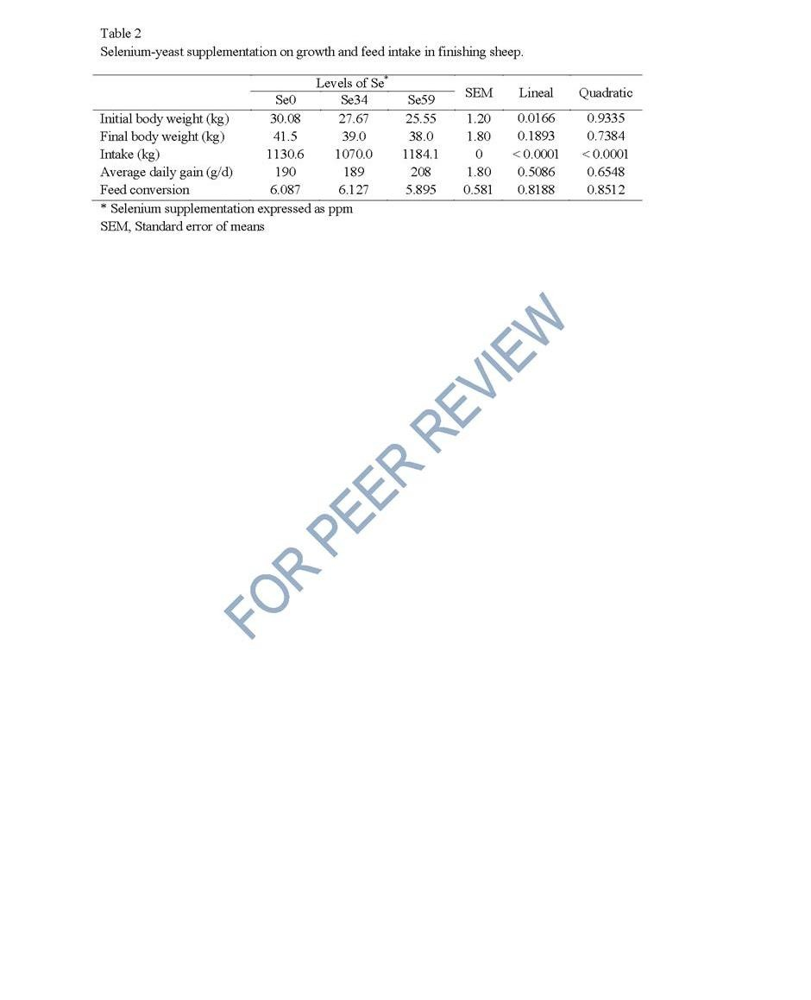 Table 2
Selenium-yeast supplementation on growth and feed intake in finishing sheep.
Levels of Se* SEM Lineal Quadratic
Se0 Se34 Se59
Initial body weight (kg) 30.08 27.67 25.55 1.20 0.0166 0.9335
Final body weight (kg) 41.5 39.0 38.0 1.80 0.1893 0.7384
Intake (kg) 1130.6 1070.0 1184.1 0 <0.0001 <0.0001
Average daily gain (g/d) 190 189 208 1.80 0.5086 0.6548
Feed conversion 6.087 6.127 5.895 0.581 0.8188 0.8512
* Selenium supplementation expressed as ppm
SEM, Standard error of means
FOR PEER REVIEW